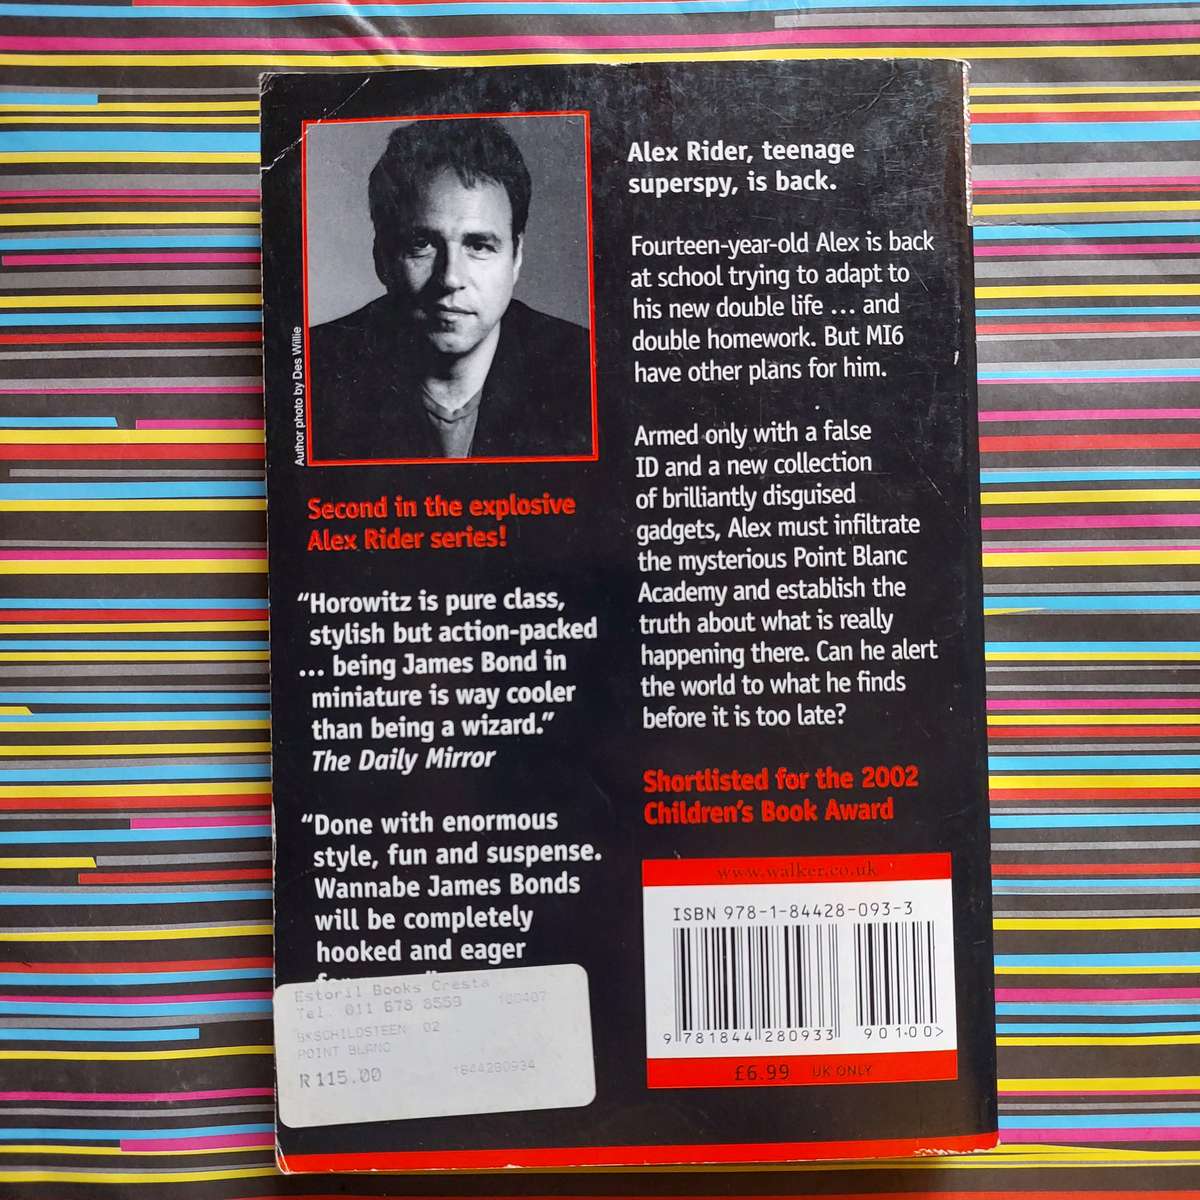 Author photo by Des Willie
Second in the explosive
Alex Rider series!
“Horowitz is pure class,
stylish but action-packed
... being James Bond in
miniature is way cooler
than being a wizard.”
The Daily Mirror
“Done with enormous
style, fun and suspense.
Wannabe James Bonds
will be completely
hooked and eager
Estoril Books Cresta
Tel. 011 678 8559
100407
BKSCHILDSTEEN 02
POINT BLANC
R 115.00
1844280934
Alex Rider, teenage
superspy, is back.
Fourteen-year-old Alex is back
at school trying to adapt to
his new double life ... and
double homework. But MI6
have other plans for him.
Armed only with a false
ID and a new collection
of brilliantly disguised
gadgets, Alex must infiltrate
the mysterious Point Blanc
Academy and establish the
truth about what is really
happening there. Can he alert
the world to what he finds
before it is too late?
Shortlisted for the 2002
Children's Book Award
www.walker.co.uk
ISBN 978-1-84428-093-3
9 781844 280933
90100>
£6.99 UK ONLY